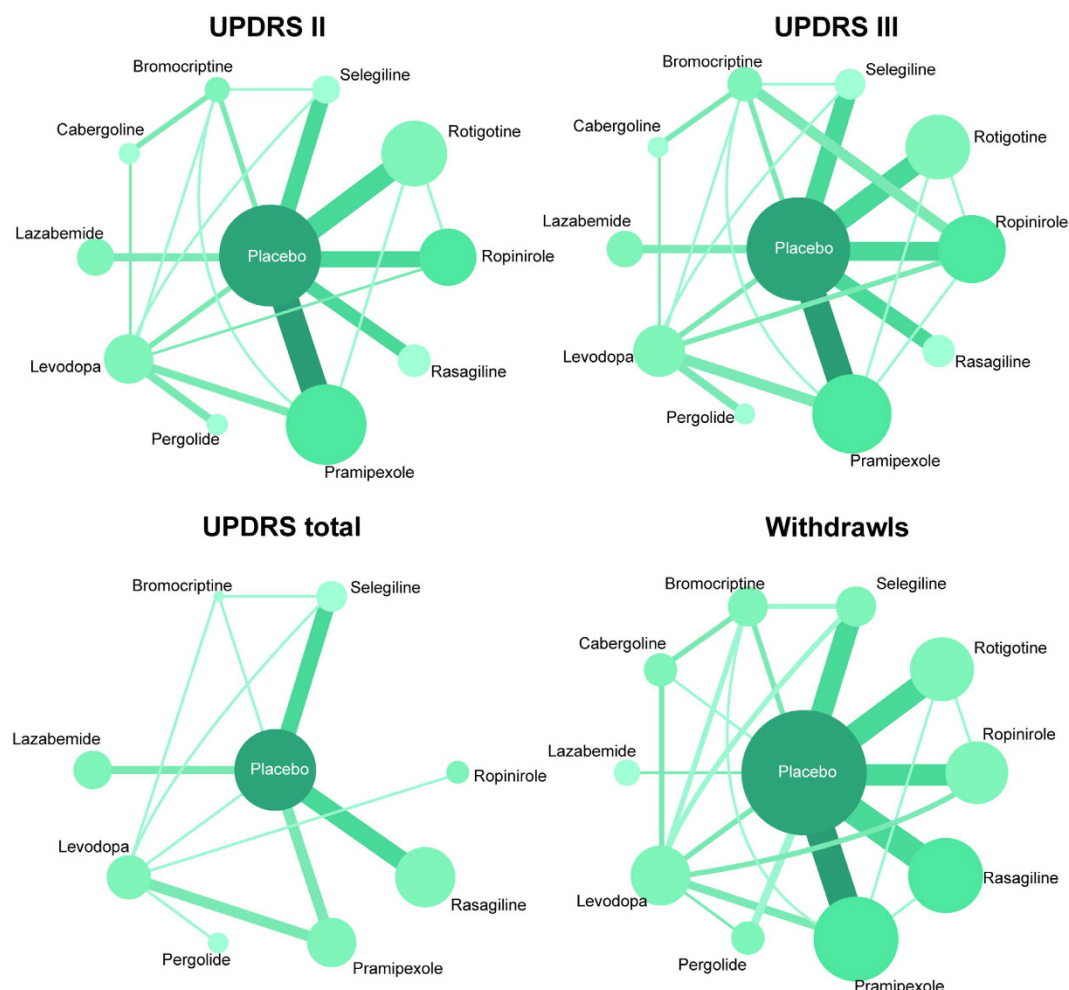 UPDRS II
Bromocriptine
Selegiline
Cabergoline
Rotigotine
Lazabemide
Placebo
Ropinirole
Levodopa
Rasagiline
Pergolide
Pramipexole
UPDRS III
Bromocriptine
Selegiline
Cabergoline
Rotigotine
Lazabemide
Placebo
Ropinirole
Levodopa
Rasagiline
Pergolide
Pramipexole
UPDRS total
Bromocriptine
Selegiline
Lazabemide
Placebo
Ropinirole
Levodopa
Rasagiline
Pergolide
Pramipexole
Withdrawls
Bromocriptine
Selegiline
Cabergoline
Rotigotine
Lazabemide
Placebo
Ropinirole
Levodopa
Rasagiline
Pergolide
Pramipexole